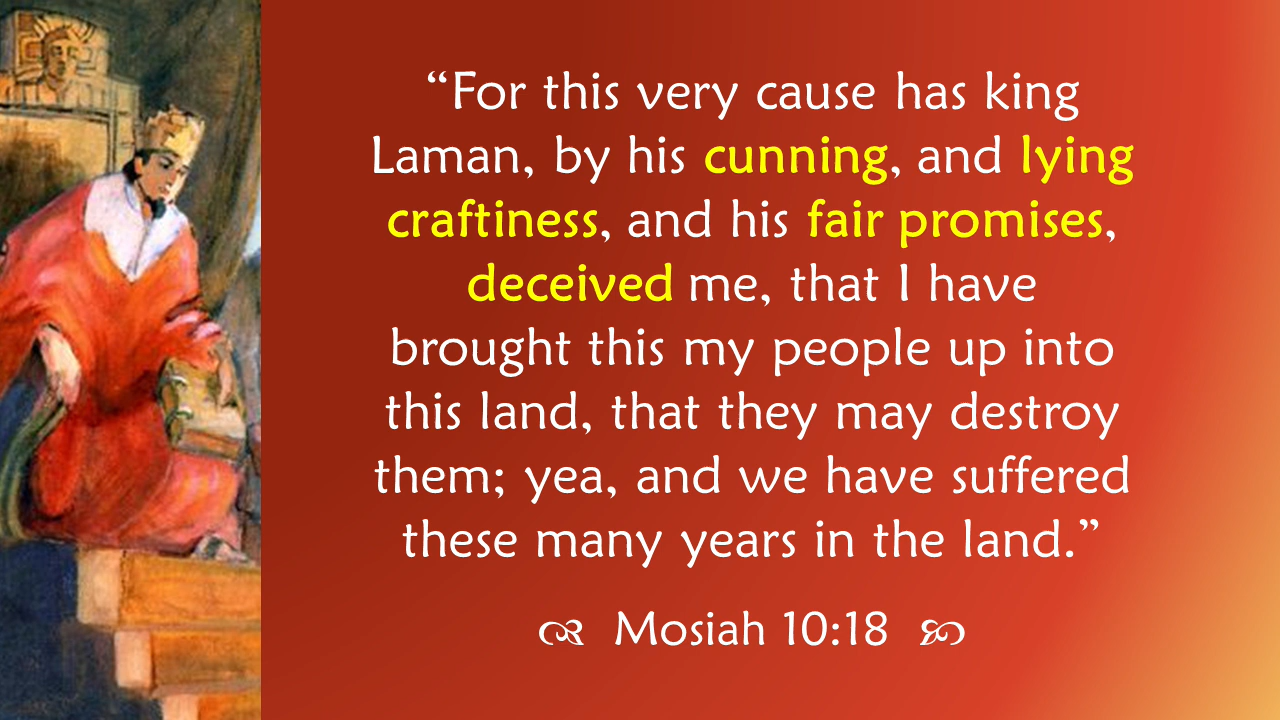 “For this very cause has king
Laman, by his cunning, and lying
craftiness, and his fair promises,
deceived me, that I have
brought this my people up into
this land, that they may destroy
them; yea, and we have suffered
these many years in the land.”
Mosiah 10:18